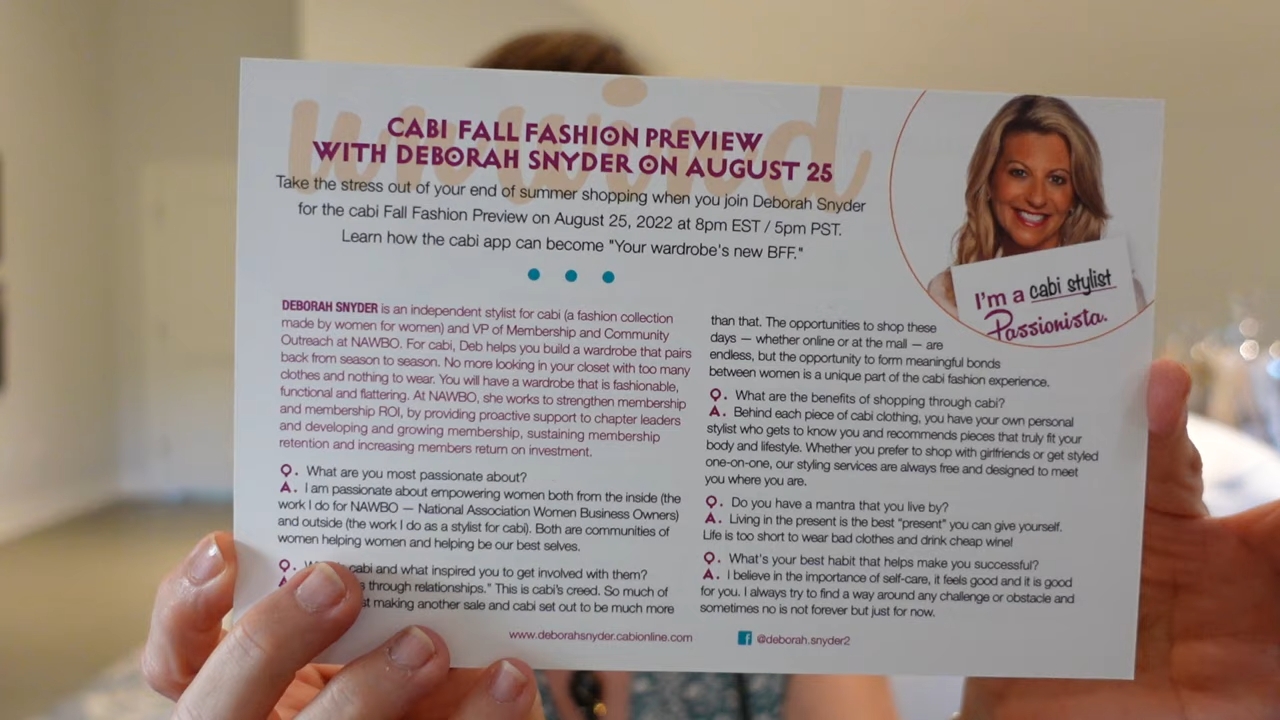 unwind
CABI FALL FASHION PREVIEW
WITH DEBORAH SNYDER ON AUGUST 25
Take the stress out of your end of summer shopping when you join Deborah Snyder
for the cabi Fall Fashion Preview on August 25, 2022 at 8pm EST / 5pm PST.
Learn how the cabi app can become "Your wardrobe's new BFF."
I'm a cabi stylist
Passionista.
DEBORAH SNYDER is an independent stylist for cabi (a fashion collection
made by women for women) and VP of Membership and Community
Outreach at NAWBO. For cabi, Deb helps you build a wardrobe that pairs
back from season to season. No more looking in your closet with too many
clothes and nothing to wear. You will have a wardrobe that is fashionable,
functional and flattering. At NAWBO, she works to strengthen membership
and membership ROI, by providing proactive support to chapter leaders
and developing and growing membership, sustaining membership
retention and increasing members return on investment.
Q. What are you most passionate about?
A. I am passionate about empowering women both from the inside (the
work I do for NAWBO — National Association Women Business Owners)
and outside (the work I do as a stylist for cabi). Both are communities of
women helping women and helping be our best selves.
Q. cabi and what inspired you to get involved with them?
through relationships." This is cabi's creed. So much of
making another sale and cabi set out to be much more
than that. The opportunities to shop these
days — whether online or at the mall — are
endless, but the opportunity to form meaningful bonds
between women is a unique part of the cabi fashion experience.
Q. What are the benefits of shopping through cabi?
A. Behind each piece of cabi clothing, you have your own personal
stylist who gets to know you and recommends pieces that truly fit your
body and lifestyle. Whether you prefer to shop with girlfriends or get styled
one-on-one, our styling services are always free and designed to meet
you where you are.
Q. Do you have a mantra that you live by?
A. Living in the present is the best "present" you can give yourself.
Life is too short to wear bad clothes and drink cheap wine!
Q. What's your best habit that helps make you successful?
A. I believe in the importance of self-care, it feels good and it is good
for you. I always try to find a way around any challenge or obstacle and
sometimes no is not forever but just for now.
www.deborahsnyder.cabionline.com
f @deborah.snyder2